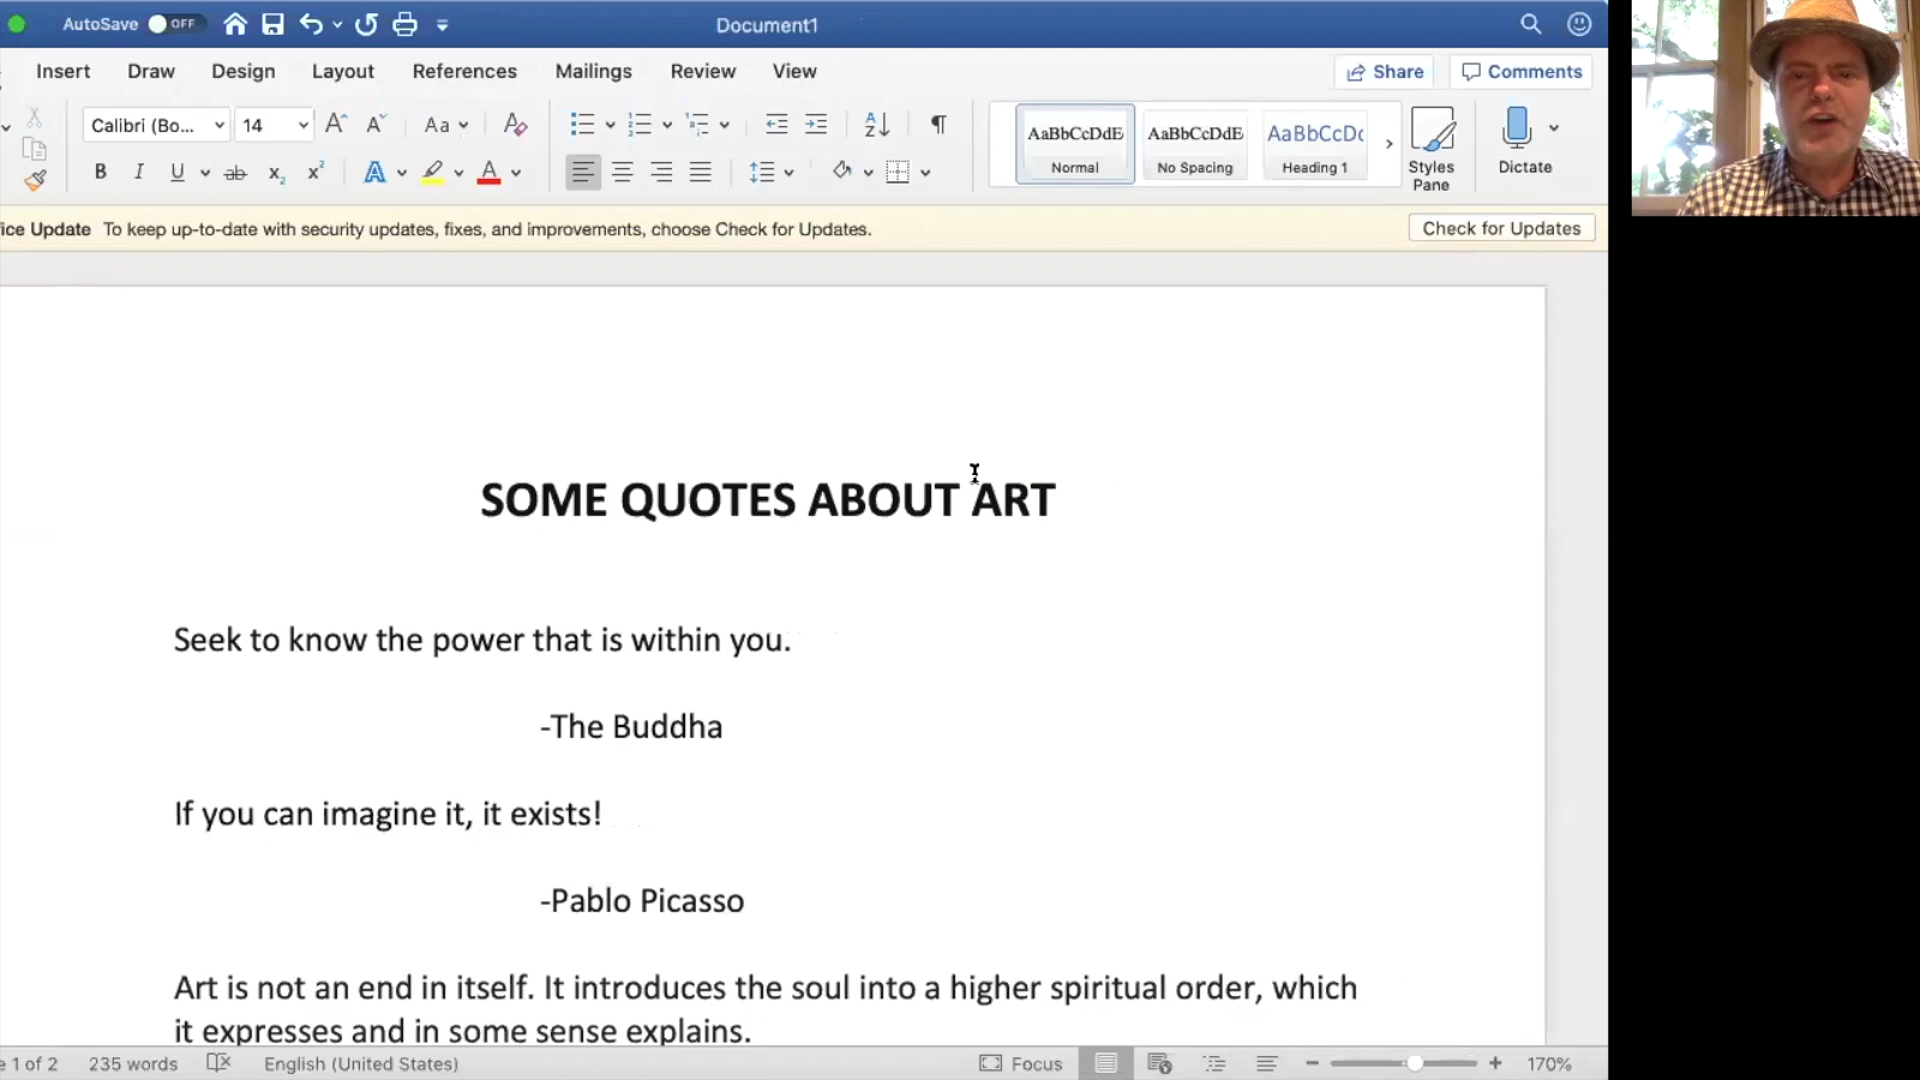 AutoSave OFF Document1
Insert Draw Design Layout References Mailings Review View Share Comments
Calibri (Bo... 14 Aa AaBbCcDdE AaBbCcDdE AaBbCcDc
Normal No Spacing Heading 1 Styles Pane Dictate
ice Update To keep up-to-date with security updates, fixes, and improvements, choose Check for Updates. Check for Updates
SOME QUOTES ABOUT ART
Seek to know the power that is within you.
-The Buddha
If you can imagine it, it exists!
-Pablo Picasso
Art is not an end in itself. It introduces the soul into a higher spiritual order, which
it expresses and in some sense explains.
e 1 of 2 235 words English (United States) Focus 170%